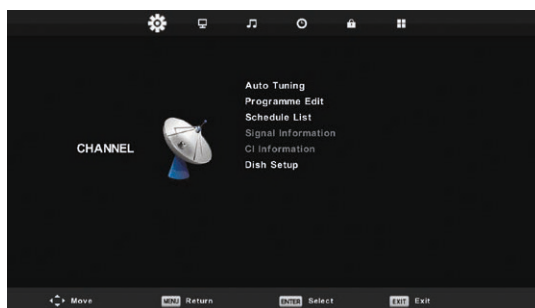 Auto Tuning
Programme Edit
Schedule List
Signal Information
CHANNEL
CI Information
Dish Setup
Move MENU Return ENTER Select EXIT Exit